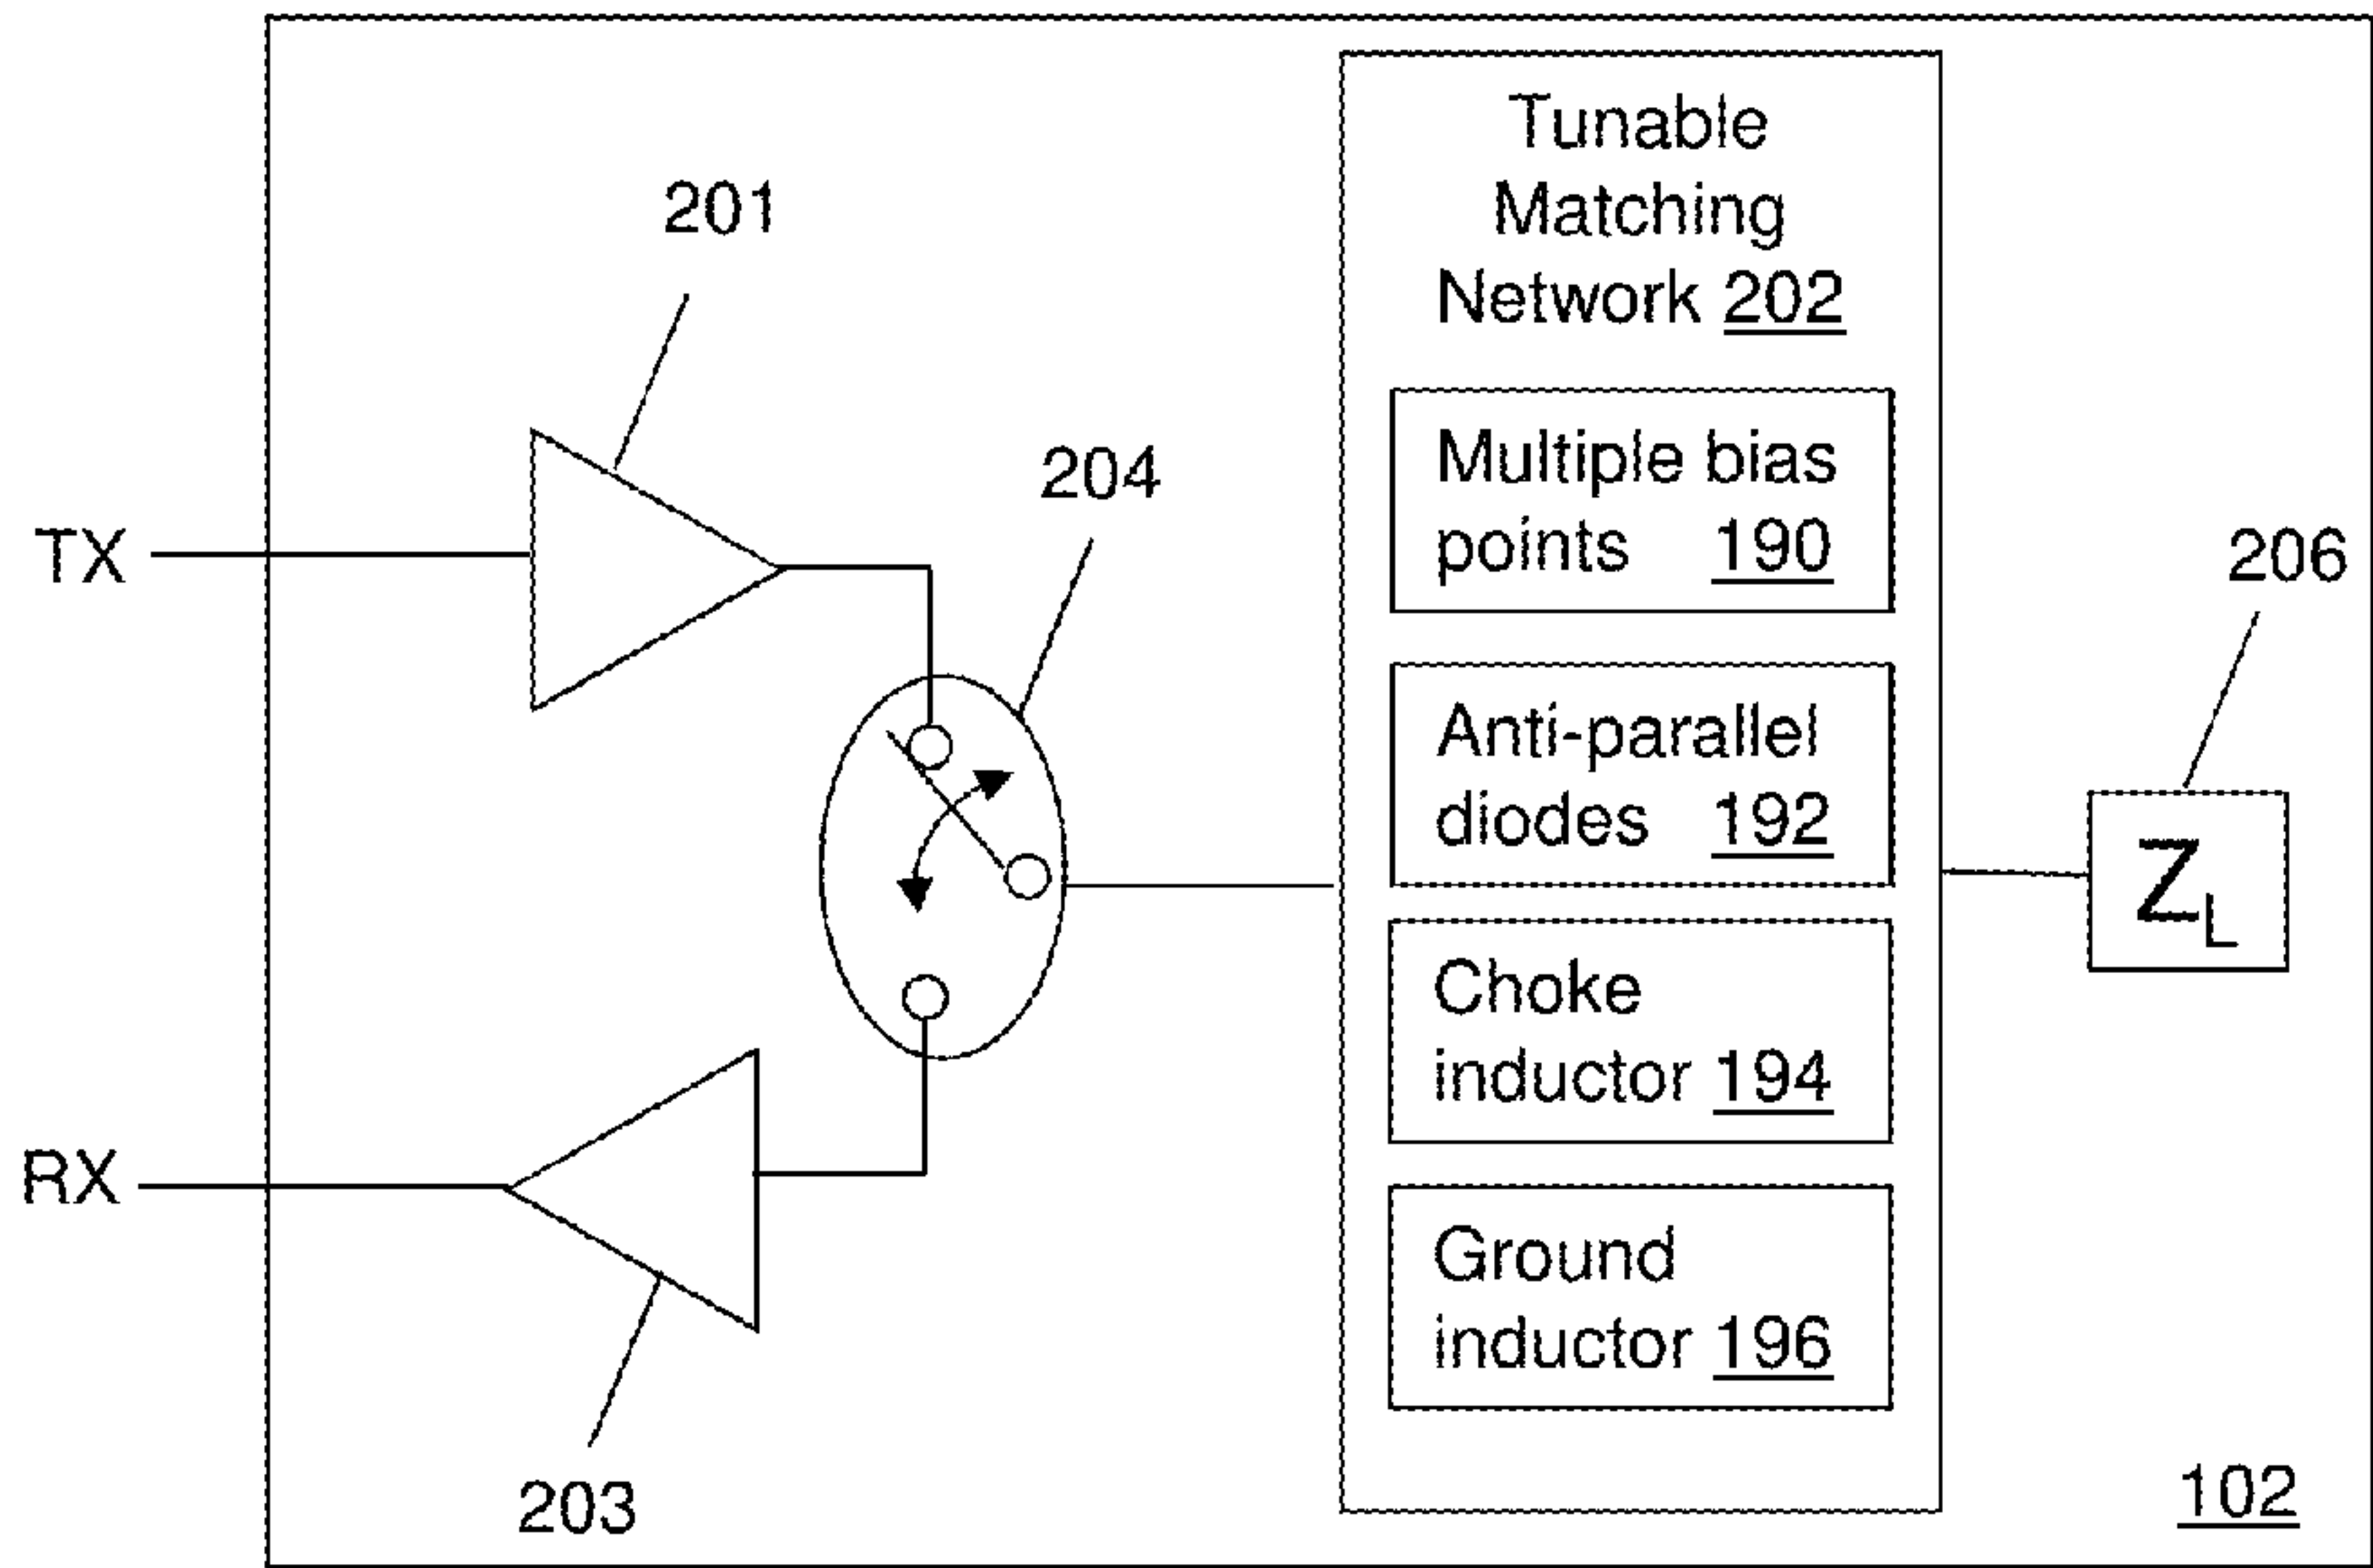 Tunable
Matching
Network 202
201
204
Multiple bias
points 190
TX
206
Anti-parallel
diodes 192
ZL
Choke
inductor 194
RX
Ground
inductor 196
203
102